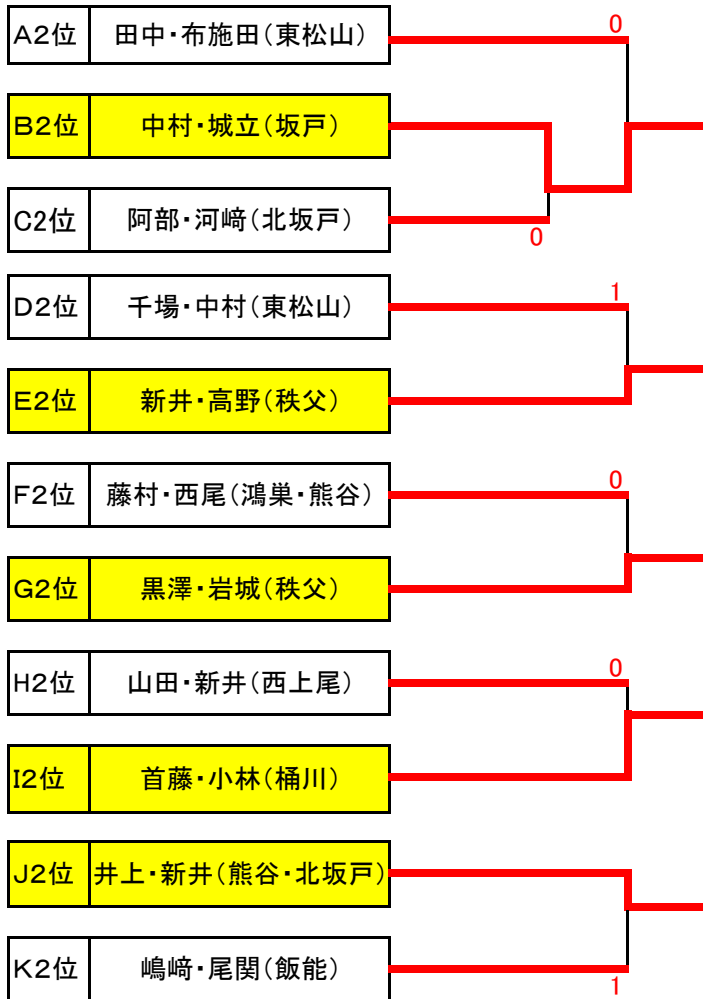 0
A2位 田中・布施田(東松山)
B2位 中村・城立(坂戸)
C2位 阿部・河﨑(北坂戸)
0
1
D2位 千場・中村(東松山)
E2位 新井・高野(秩父)
0
F2位 藤村・西尾(鴻巣・熊谷)
G2位 黒澤・岩城(秩父)
0
H2位 山田・新井(西上尾)
I2位 首藤・小林(桶川)
J2位 井上・新井(熊谷・北坂戸)
K2位 嶋﨑・尾関(飯能)
1